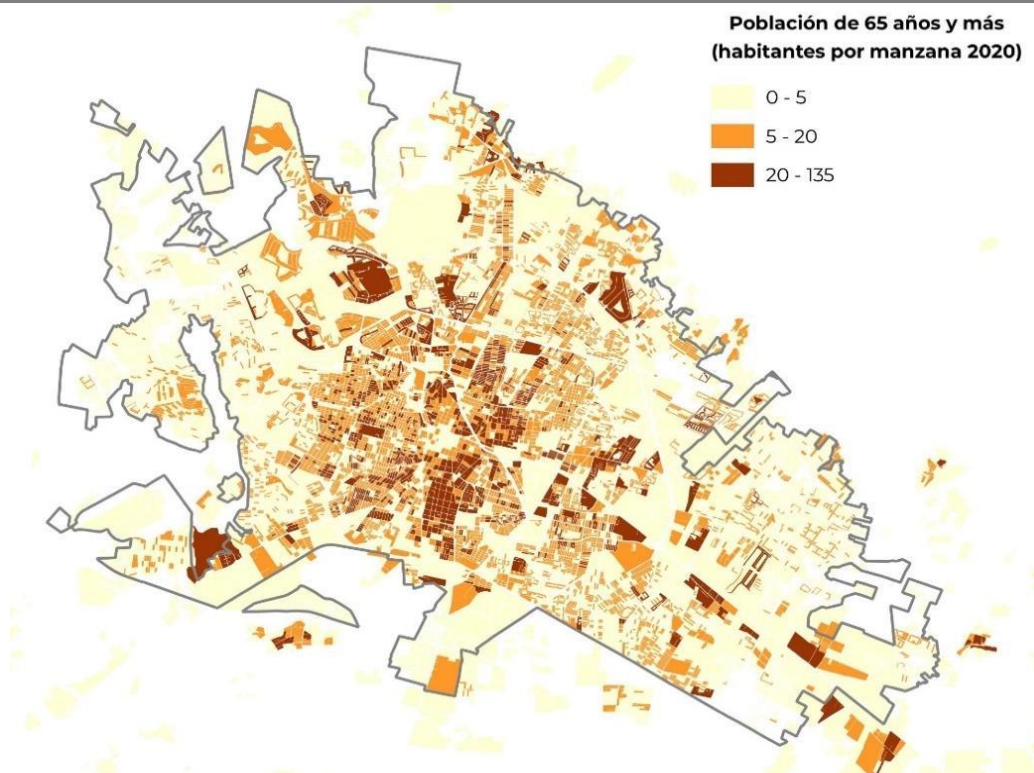 Población de 65 años y más
(habitantes por manzana 2020)
0 - 5
5 - 20
20 - 135